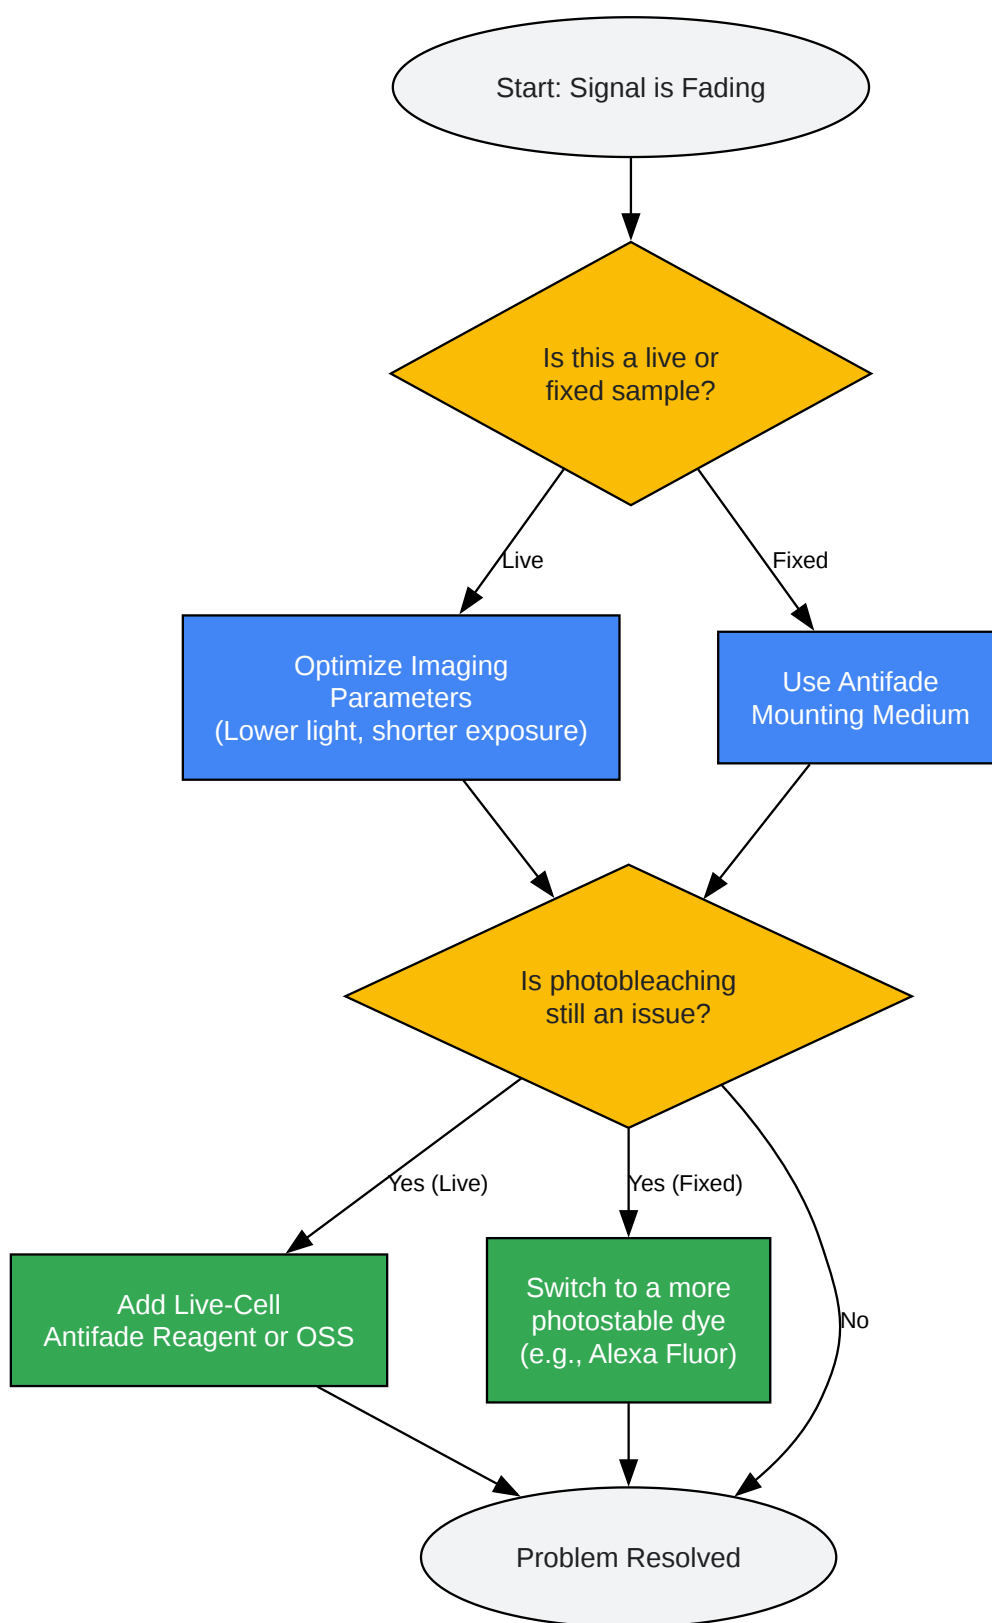 Start: Signal is Fading
Is this a live or
fixed sample?
Live
Fixed
Optimize Imaging
Parameters
(Lower light, shorter exposure)
Use Antifade
Mounting Medium
Is photobleaching
still an issue?
Yes (Live)
Yes (Fixed)
No
Add Live-Cell
Antifade Reagent or OSS
Switch to a more
photostable dye
(e.g., Alexa Fluor)
Problem Resolved